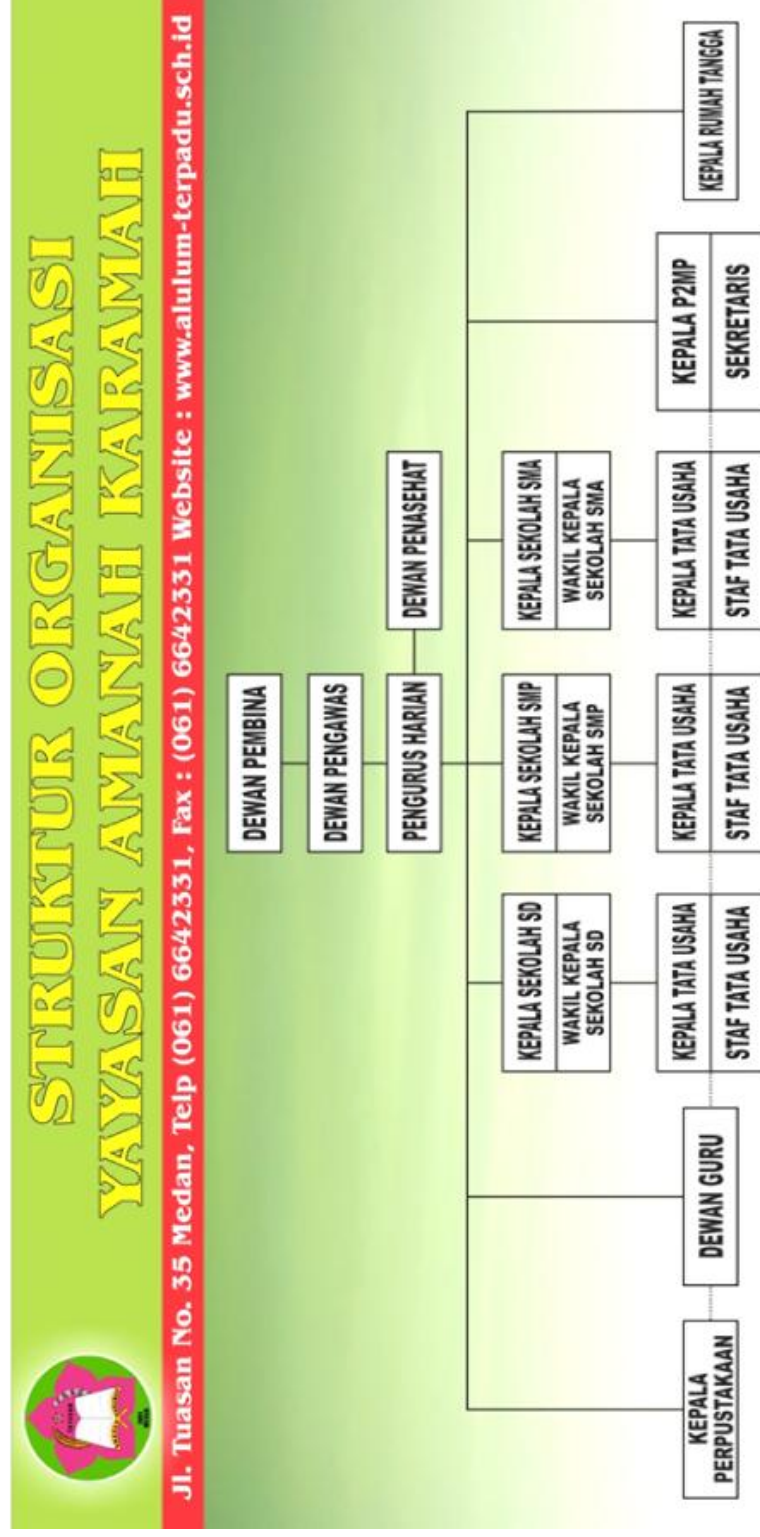 STRUKTUR ORGANISASI
YAYASAN AMANAH KARAMAH
Jl. Tuasan No. 35 Medan, Telp (061) 6642331, Fax : (061) 6642331 Website : www.alulum-terpadu.sch.id
DEWAN PEMBINA
DEWAN PENGAWAS
PENGURUS HARIAN
DEWAN PENASEHAT
KEPALA SEKOLAH SD
WAKIL KEPALA
SEKOLAH SD
KEPALA SEKOLAH SMP
WAKIL KEPALA
SEKOLAH SMP
KEPALA SEKOLAH SMA
WAKIL KEPALA
SEKOLAH SMA
KEPALA
PERPUSTAKAAN
DEWAN GURU
KEPALA TATA USAHA
STAF TATA USAHA
KEPALA TATA USAHA
STAF TATA USAHA
KEPALA TATA USAHA
STAF TATA USAHA
KEPALA P2MP
SEKRETARIS
KEPALA RUMAH TANGGA